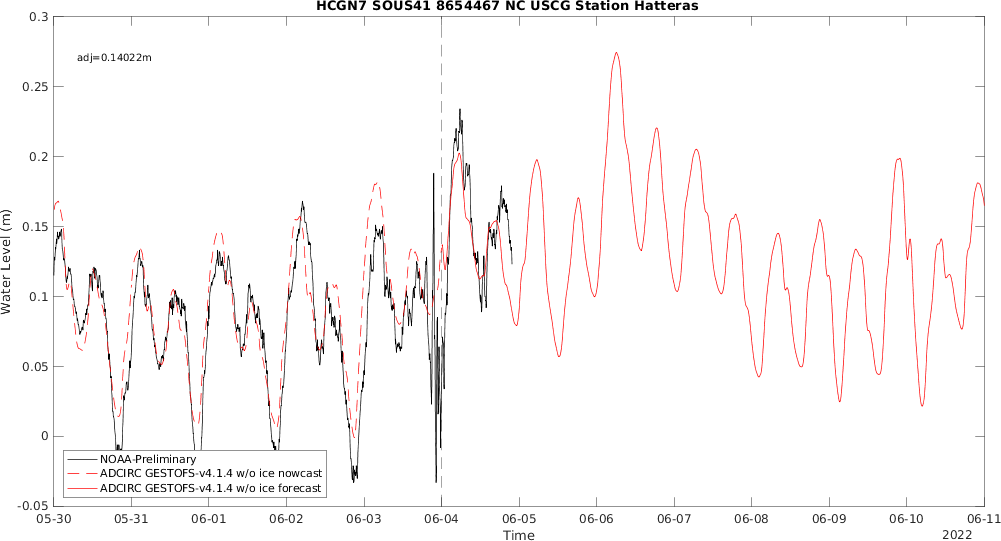 HCGN7 SOUS41 8654467 NC USCG Station Hatteras
adj=0.14022m
Water Level (m)
0.3
0.25
0.2
0.15
0.1
0.05
0
-0.05
NOAA-Preliminary
ADCIRC GESTOFS-v4.1.4 w/o ice nowcast
ADCIRC GESTOFS-v4.1.4 w/o ice forecast
05-30 05-31 06-01 06-02 06-03 06-04 06-05 06-06 06-07 06-08 06-09 06-10 06-11
Time
2022